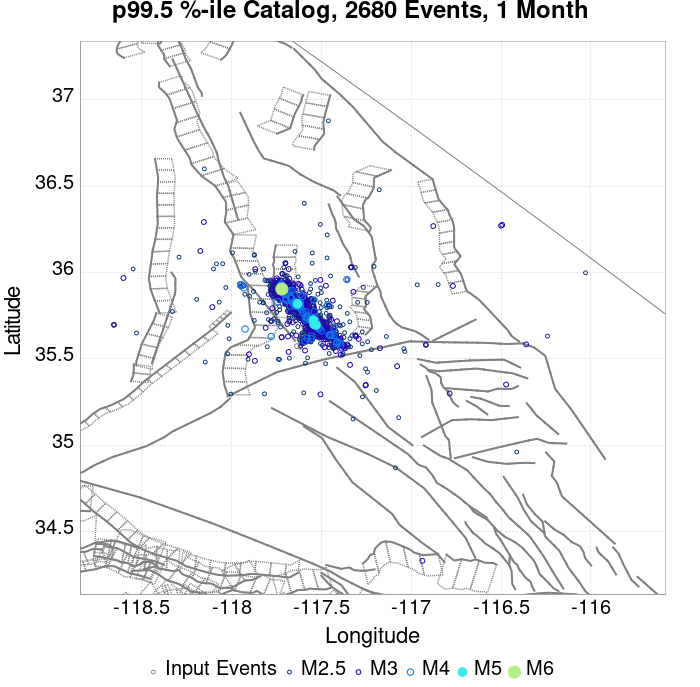 p99.5 %-ile Catalog, 2680 Events, 1 Month
37
36.5
36
35.5
35
34.5
Latitude
-118.5 -118 -117.5 -117 -116.5 -116
Longitude
Input Events M2.5 M3 M4 M5 M6